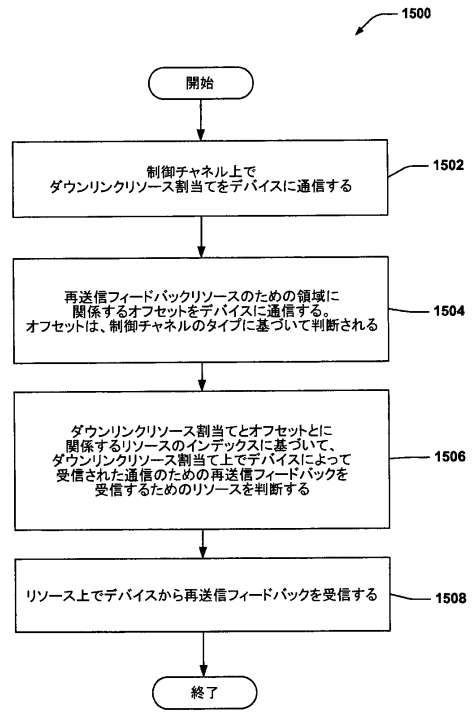 1500
開始
制御チャネル上で
ダウンリンクリソース割当てをデバイスに通信する
1502
再送信フィードバックリソースのための領域に
関係するオフセットをデバイスに通信する。
オフセットは、制御チャネルのタイプに基づいて判断される
1504
ダウンリンクリソース割当てとオフセットとに
関係するリソースのインデックスに基づいて、
ダウンリンクリソース割当て上でデバイスによって
受信された通信のための再送信フィードバックを
受信するためのリソースを判断する
1506
リソース上でデバイスから再送信フィードバックを受信する
1508
終了